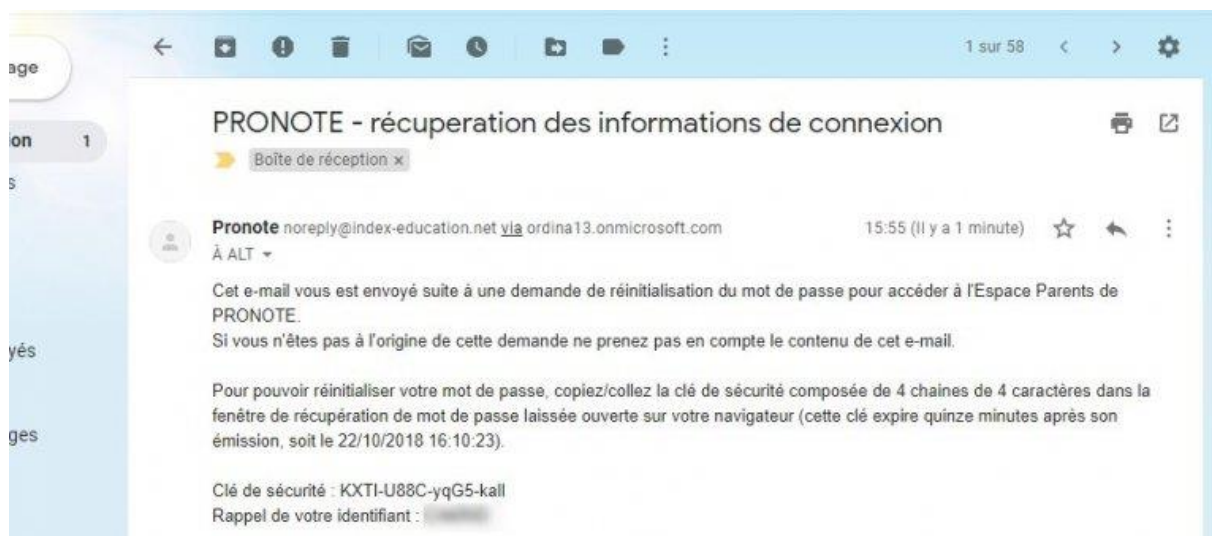 age
1 sur 58
PRONOTE - récuperation des informations de connexion
on 1
Boîte de réception x
s
Pronote noreply@index-education.net via ordina13.onmicrosoft.com 15:55 (Il y a 1 minute)
À ALT
Cet e-mail vous est envoyé suite à une demande de réinitialisation du mot de passe pour accéder à l'Espace Parents de
PRONOTE.
Si vous n'êtes pas à l'origine de cette demande ne prenez pas en compte le contenu de cet e-mail.
yés
Pour pouvoir réinitialiser votre mot de passe, copiez/collez la clé de sécurité composée de 4 chaines de 4 caractères dans la
fenêtre de récupération de mot de passe laissée ouverte sur votre navigateur (cette clé expire quinze minutes après son
ges
émission, soit le 22/10/2018 16:10:23).
Clé de sécurité : KXTI-U88C-yqG5-kall
Rappel de votre identifiant :